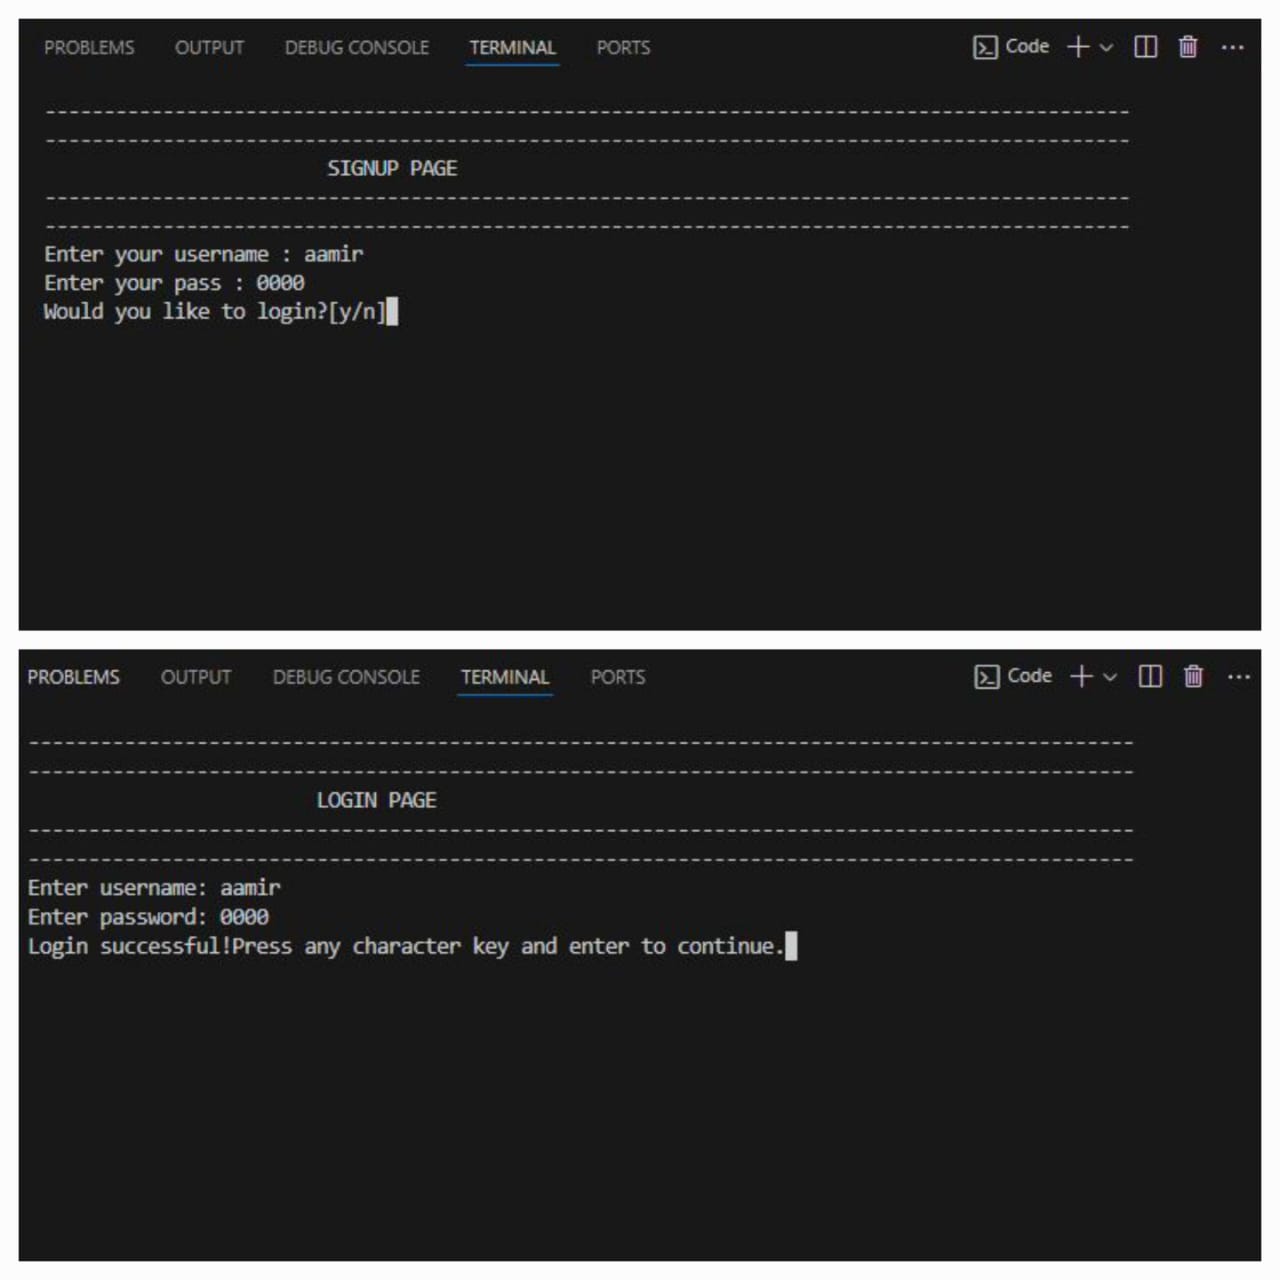 PROBLEMS OUTPUT DEBUG CONSOLE TERMINAL PORTS Code
------------------------------------------------------------------------------------------
------------------------------------------------------------------------------------------
SIGNUP PAGE
------------------------------------------------------------------------------------------
------------------------------------------------------------------------------------------
Enter your username : aamir
Enter your pass : 0000
Would you like to login?[y/n]
PROBLEMS OUTPUT DEBUG CONSOLE TERMINAL PORTS Code
------------------------------------------------------------------------------------------
------------------------------------------------------------------------------------------
LOGIN PAGE
------------------------------------------------------------------------------------------
------------------------------------------------------------------------------------------
Enter username: aamir
Enter password: 0000
Login successful!Press any character key and enter to continue.